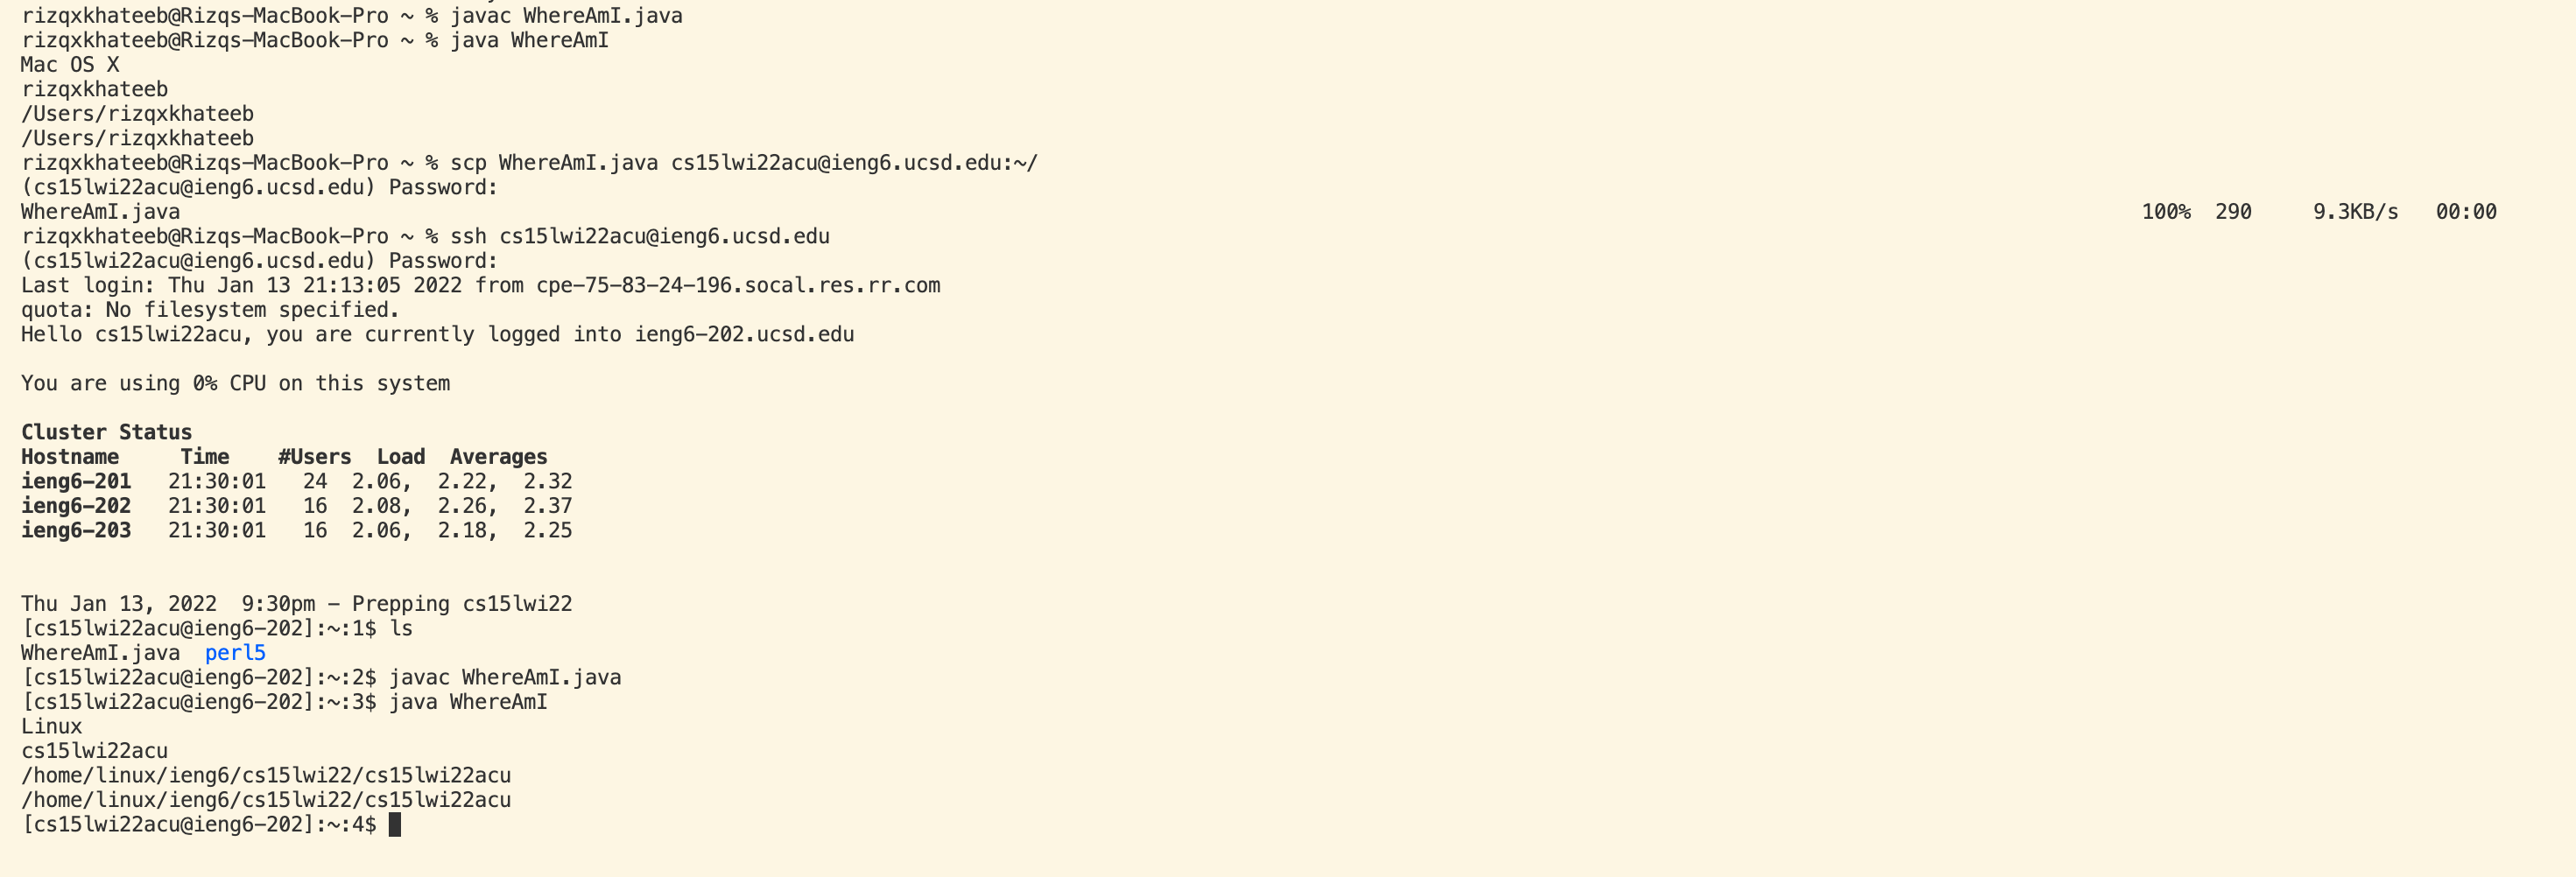 rizqxkhateeb@Rizqs-MacBook-Pro ~ % javac WhereAmI.java
rizqxkhateeb@Rizqs-MacBook-Pro ~ % java WhereAmI
Mac OS X
rizqxkhateeb
/Users/rizqxkhateeb
/Users/rizqxkhateeb
rizqxkhateeb@Rizqs-MacBook-Pro ~ % scp WhereAmI.java cs15lwi22acu@ieng6.ucsd.edu:~/
(cs15lwi22acu@ieng6.ucsd.edu) Password:
WhereAmI.java 100% 290 9.3KB/s 00:00
rizqxkhateeb@Rizqs-MacBook-Pro ~ % ssh cs15lwi22acu@ieng6.ucsd.edu
(cs15lwi22acu@ieng6.ucsd.edu) Password:
Last login: Thu Jan 13 21:13:05 2022 from cpe-75-83-24-196.socal.res.rr.com
quota: No filesystem specified.
Hello cs15lwi22acu, you are currently logged into ieng6-202.ucsd.edu
You are using 0% CPU on this system
Cluster Status
Hostname Time #Users Load Averages
ieng6-201 21:30:01 24 2.06, 2.22, 2.32
ieng6-202 21:30:01 16 2.08, 2.26, 2.37
ieng6-203 21:30:01 16 2.06, 2.18, 2.25
Thu Jan 13, 2022 9:30pm - Prepping cs15lwi22
[cs15lwi22acu@ieng6-202]:~:1$ ls
WhereAmI.java perl5
[cs15lwi22acu@ieng6-202]:~:2$ javac WhereAmI.java
[cs15lwi22acu@ieng6-202]:~:3$ java WhereAmI
Linux
cs15lwi22acu
/home/linux/ieng6/cs15lwi22/cs15lwi22acu
/home/linux/ieng6/cs15lwi22/cs15lwi22acu
[cs15lwi22acu@ieng6-202]:~:4$